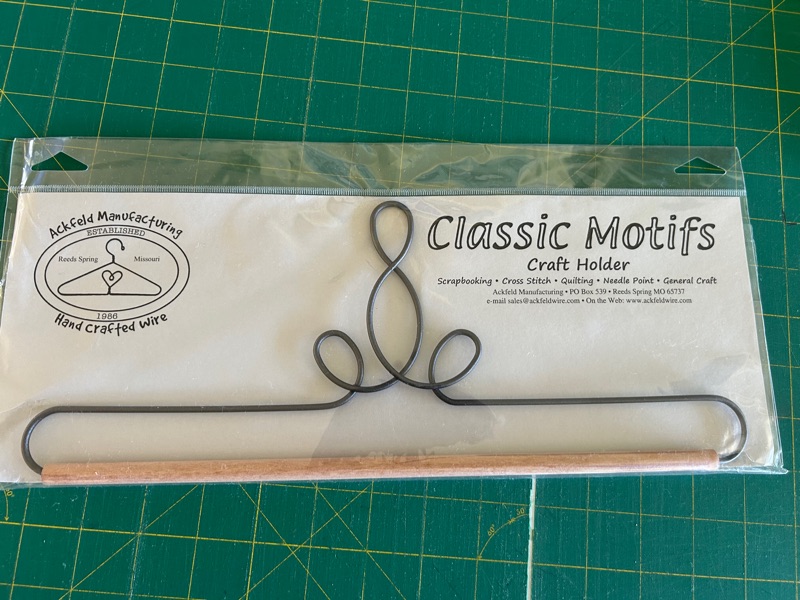 Ackfeld Manufacturing
ESTABLISHED
Reeds Spring Missouri
1986
Hand Crafted Wire
Classic Motifs
Craft Holder
Scrapbooking • Cross Stitch • Quilting • Needle Point • General Craft
Ackfeld Manufacturing • PO Box 539 • Reeds Spring MO 65737
e-mail sales@ackfeldwire.com • On the Web: www.ackfeldwire.com